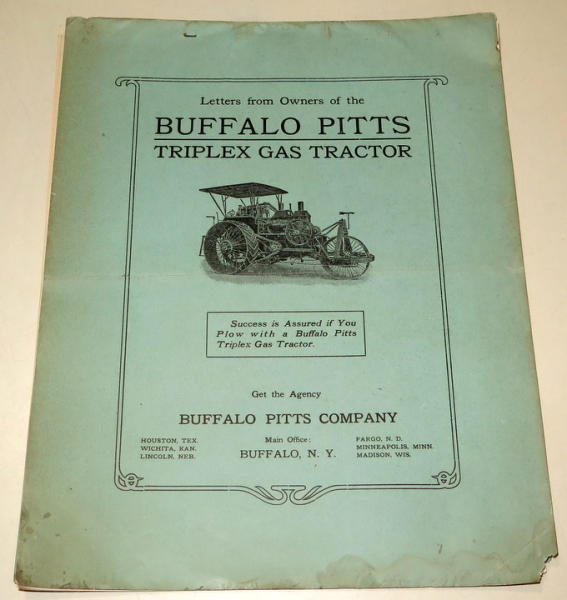 Letters from Owners of the
BUFFALO PITTS
TRIPLEX GAS TRACTOR
Success is Assured if You
Plow with a Buffalo Pitts
Triplex Gas Tractor.
Get the Agency
BUFFALO PITTS COMPANY
HOUSTON, TEX.
WICHITA, KAN.
LINCOLN, NEB.
Main Office:
BUFFALO, N. Y.
FARGO, N. D.
MINNEAPOLIS, MINN.
MADISON, WIS.